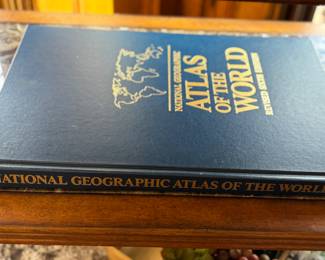 NATIONAL GEOGRAPHIC
ATLAS
OF THE
WORLD
REVISED SIXTH EDITION
NATIONAL GEOGRAPHIC ATLAS OF THE WORLD